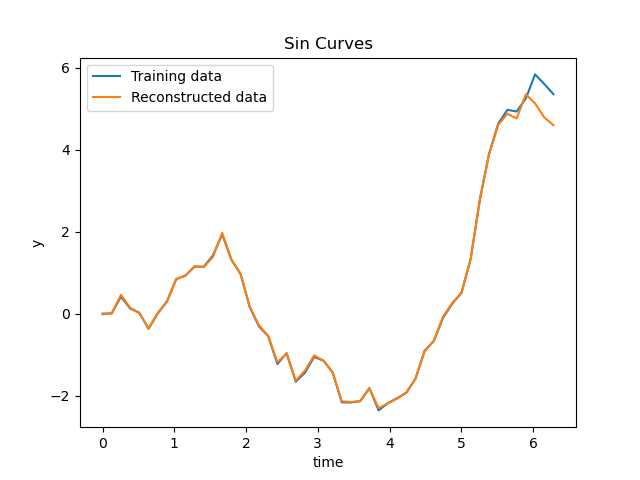 Sin Curves
Training data
Reconstructed data
6
4
2
0
−2
y
0 1 2 3 4 5 6
time